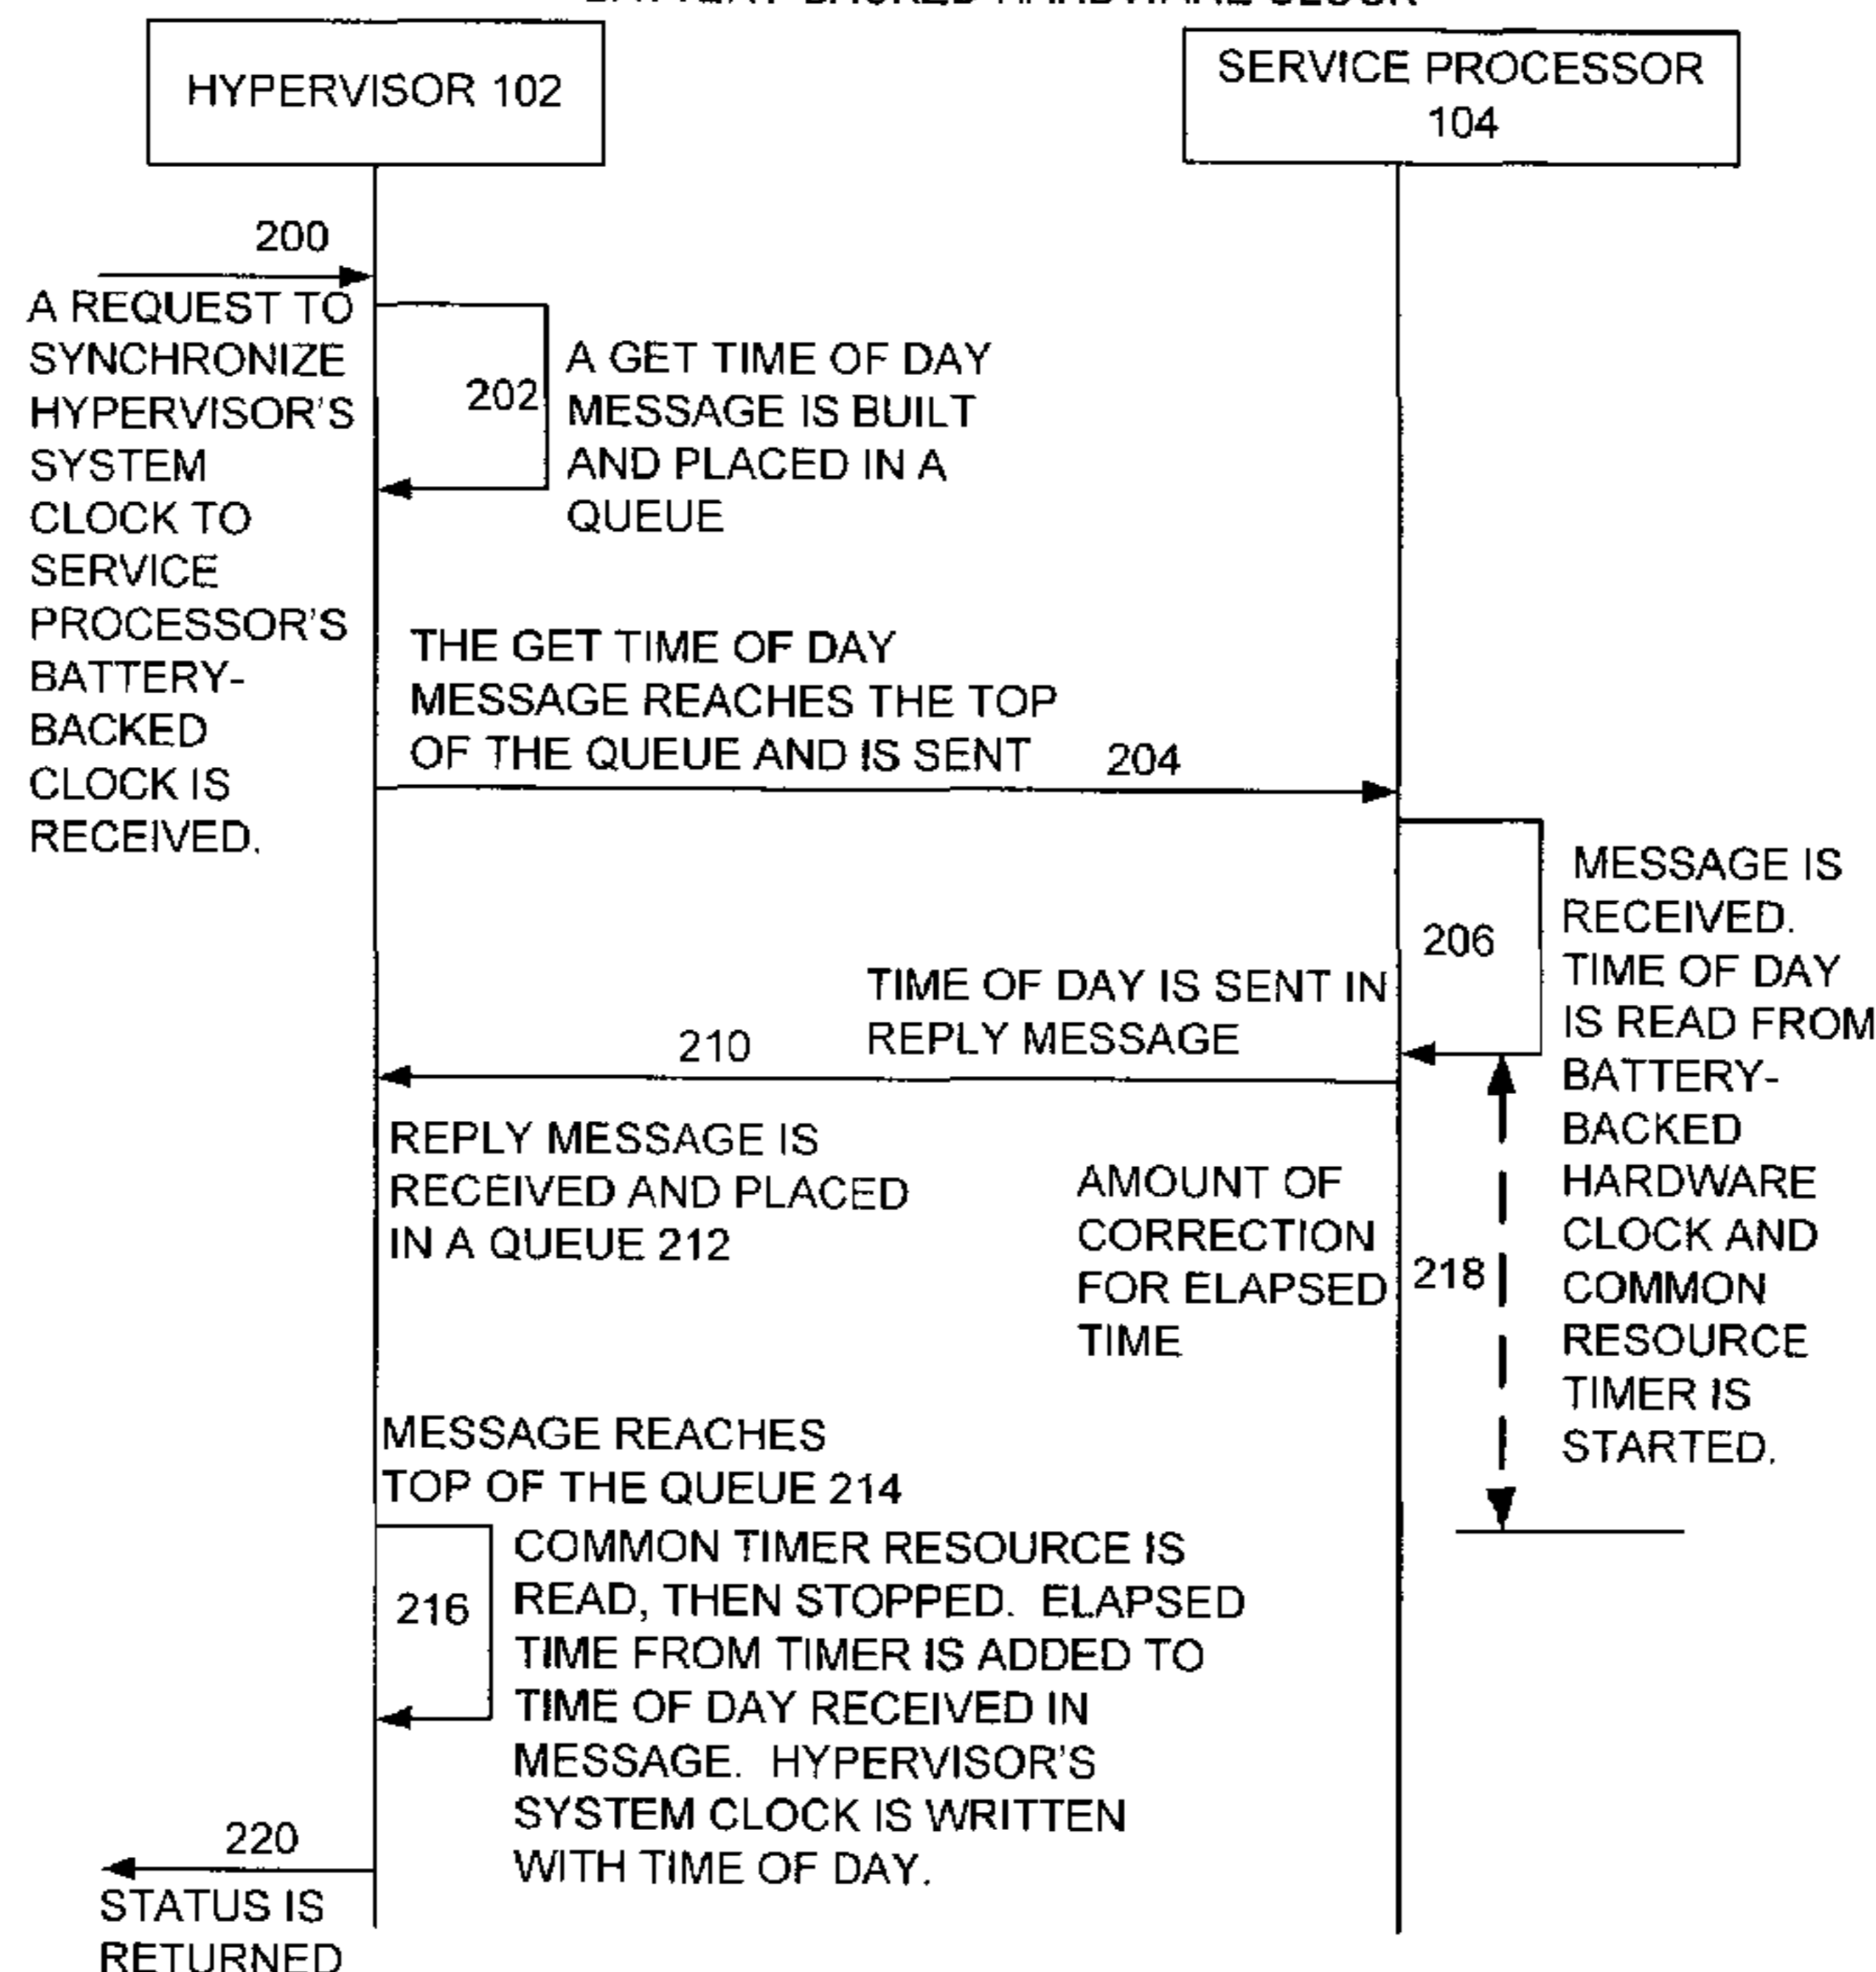 HYPERVISOR 102
SERVICE PROCESSOR
104
200
A REQUEST TO
SYNCHRONIZE
HYPERVISOR'S
SYSTEM
CLOCK TO
SERVICE
PROCESSOR'S
BATTERY-
BACKED
CLOCK IS
RECEIVED.
202
A GET TIME OF DAY
MESSAGE IS BUILT
AND PLACED IN A
QUEUE
THE GET TIME OF DAY
MESSAGE REACHES THE TOP
OF THE QUEUE AND IS SENT
204
206
MESSAGE IS
RECEIVED.
TIME OF DAY
IS READ FROM
BATTERY-
BACKED
HARDWARE
CLOCK AND
COMMON
RESOURCE
TIMER IS
STARTED.
TIME OF DAY IS SENT IN
REPLY MESSAGE
210
REPLY MESSAGE IS
RECEIVED AND PLACED
IN A QUEUE 212
AMOUNT OF
CORRECTION
FOR ELAPSED
TIME
218
MESSAGE REACHES
TOP OF THE QUEUE 214
216
COMMON TIMER RESOURCE IS
READ, THEN STOPPED. ELAPSED
TIME FROM TIMER IS ADDED TO
TIME OF DAY RECEIVED IN
MESSAGE. HYPERVISOR'S
SYSTEM CLOCK IS WRITTEN
WITH TIME OF DAY.
220
STATUS IS
RETURNED